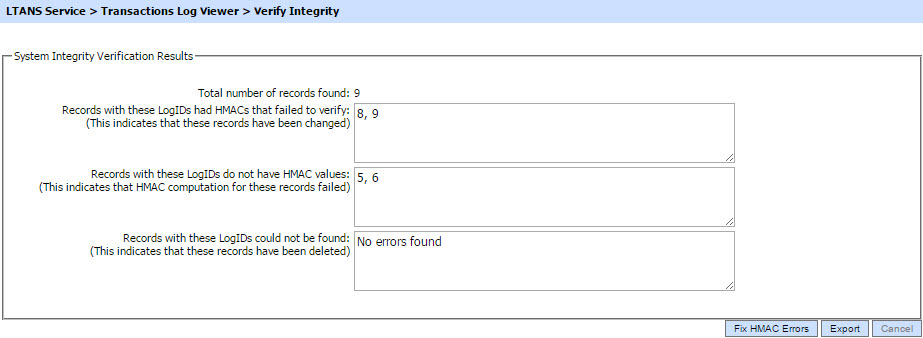 LTANS Service > Transactions Log Viewer > Verify Integrity
System Integrity Verification Results
Total number of records found: 9
Records with these LogIDs had HMACs that failed to verify: 8, 9
(This indicates that these records have been changed)
Records with these LogIDs do not have HMAC values: 5, 6
(This indicates that HMAC computation for these records failed)
Records with these LogIDs could not be found: No errors found
(This indicates that these records have been deleted)
Fix HMAC Errors Export Cancel